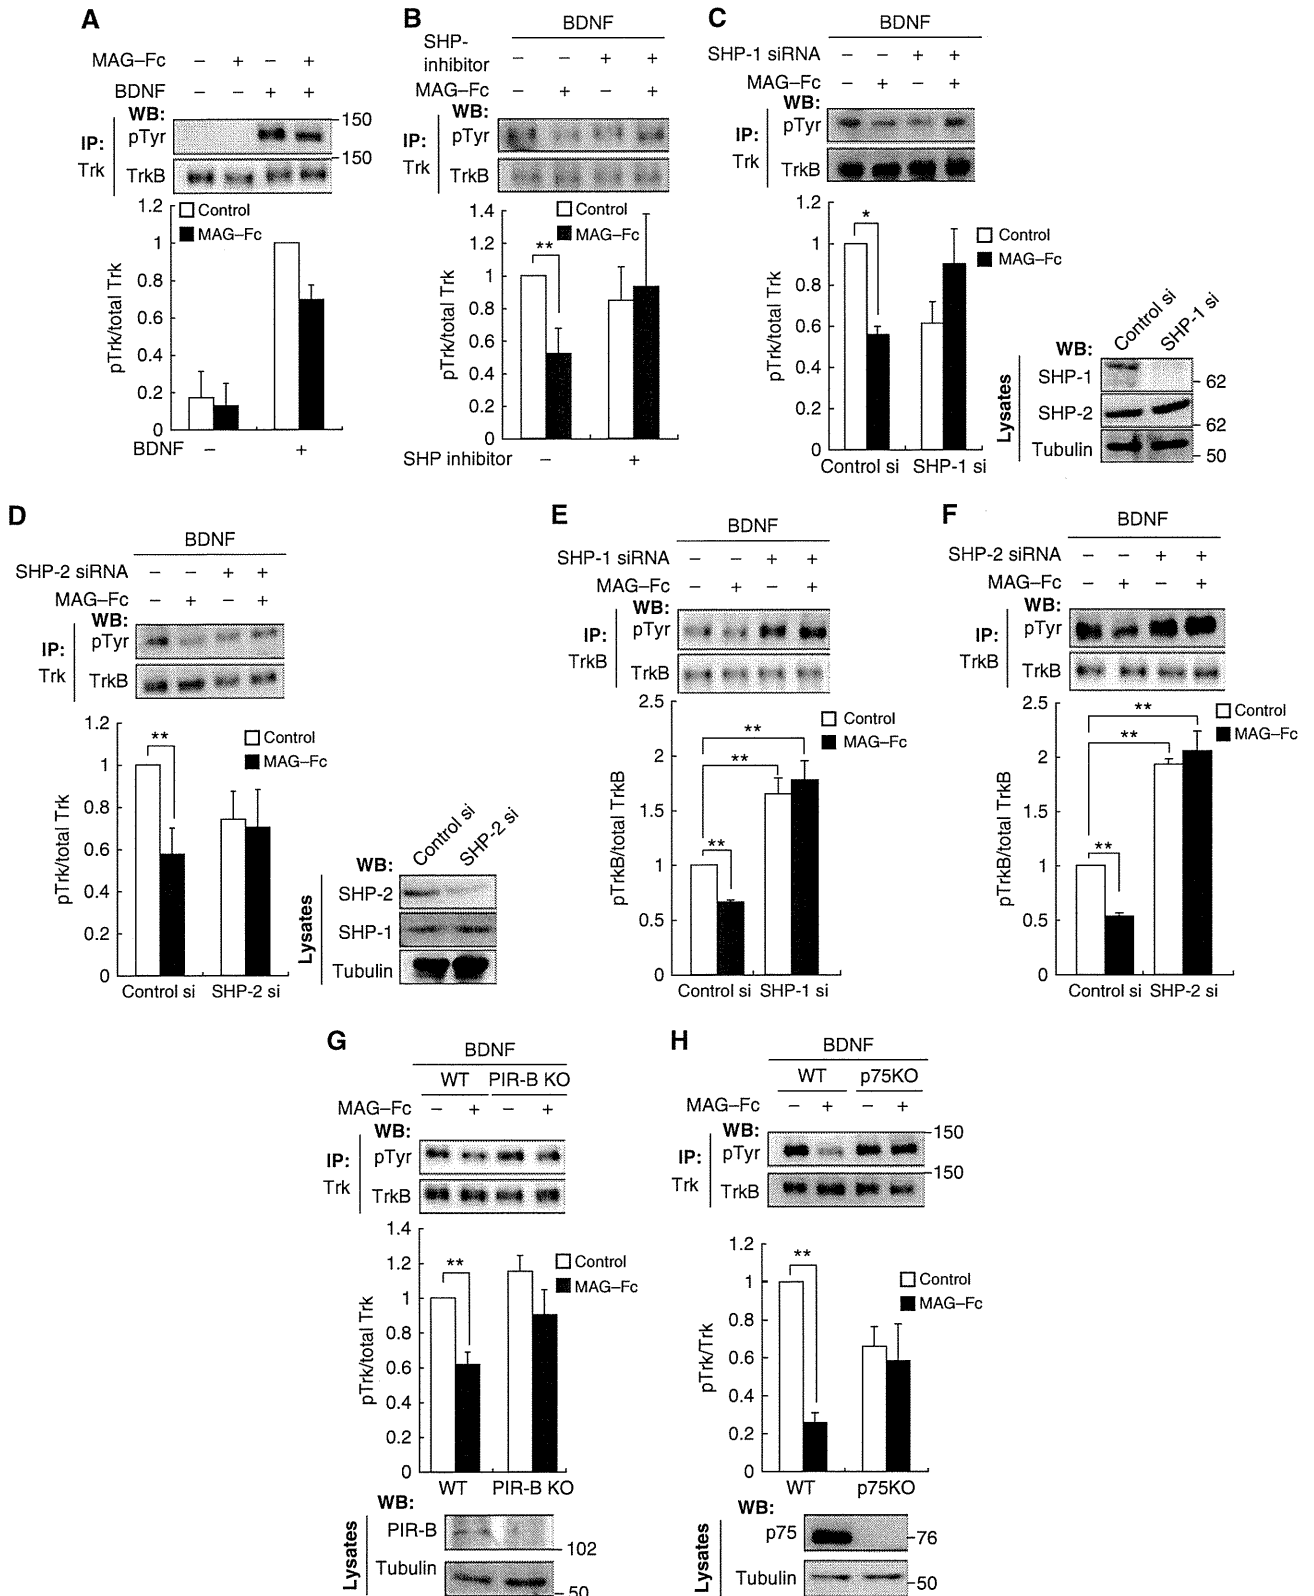 A
MAG–Fc – + – +
BDNF – – + +
WB:
IP: pTyr 150
Trk TrkB 150
1.2
1
0.8
0.6
0.4
0.2
0
pTrk/total Trk
Control
MAG–Fc
BDNF – +
B
BDNF
SHP-
inhibitor – – + +
MAG–Fc – + – +
WB:
IP: pTyr
Trk TrkB
1.4
1.2
1
0.8
0.6
0.4
0.2
0
pTrk/total Trk
Control
MAG–Fc
**
SHP inhibitor – +
C
BDNF
SHP-1 siRNA – – + +
MAG–Fc – + – +
WB:
IP: pTyr
Trk TrkB
1.2
1
0.8
0.6
0.4
0.2
0
pTrk/total Trk
*
Control
MAG–Fc
Control si SHP-1 si
Control si SHP-1 si
WB:
Lysates
SHP-1 62
SHP-2 62
Tubulin 50
D
BDNF
SHP-2 siRNA – – + +
MAG–Fc – + – +
WB:
IP: pTyr
Trk TrkB
1.2
1
0.8
0.6
0.4
0.2
0
pTrk/total Trk
**
Control
MAG–Fc
Control si SHP-2 si
Control si SHP-2 si
WB:
Lysates
SHP-2
SHP-1
Tubulin
E
BDNF
SHP-1 siRNA – – + +
MAG–Fc – + – +
WB:
IP: pTyr
TrkB TrkB
2.5
2
1.5
1
0.5
0
pTrkB/total TrkB
Control
MAG–Fc
**
**
**
Control si SHP-1 si
F
BDNF
SHP-2 siRNA – – + +
MAG–Fc – + – +
WB:
IP: pTyr
TrkB TrkB
2.5
2
1.5
1
0.5
0
pTrkB/total TrkB
Control
MAG–Fc
**
**
**
Control si SHP-2 si
G
BDNF
WT PIR-B KO
MAG–Fc – + – +
WB:
IP: pTyr
Trk TrkB
1.4
1.2
1
0.8
0.6
0.4
0.2
0
pTrk/total Trk
**
Control
MAG–Fc
WT PIR-B KO
WB:
Lysates
PIR-B 102
Tubulin 50
H
BDNF
WT p75KO
MAG–Fc – + – +
WB:
IP: pTyr 150
Trk TrkB 150
1.2
1
0.8
0.6
0.4
0.2
0
pTrk/Trk
**
Control
MAG–Fc
WT p75KO
WB:
Lysates
p75 76
Tubulin 50